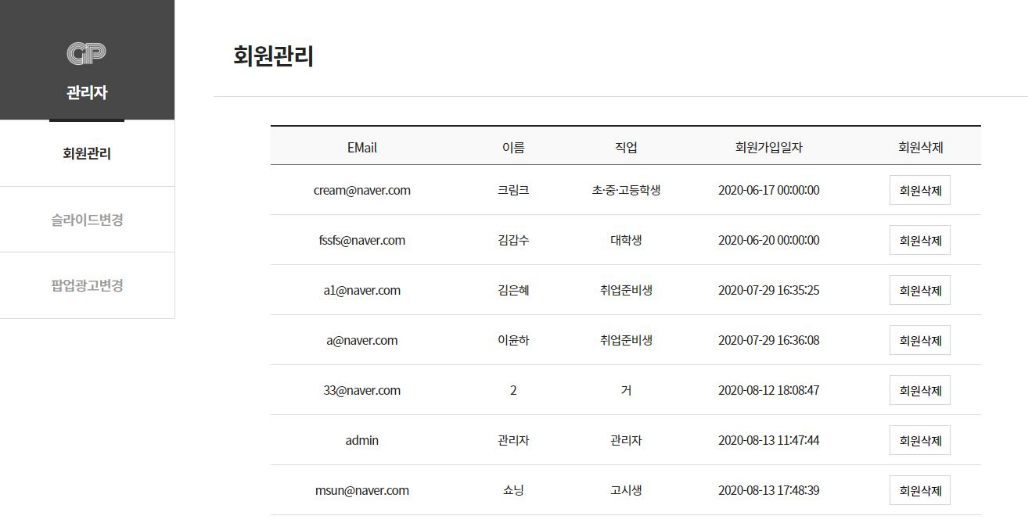 CIP
관리자
회원관리
슬라이드변경
팝업광고변경
회원관리
EMail 이름 직업 회원가입일자 회원삭제
cream@naver.com 크림크 초·중·고등학생 2020-06-17 00:00:00 회원삭제
fssfs@naver.com 김갑수 대학생 2020-06-20 00:00:00 회원삭제
a1@naver.com 김은혜 취업준비생 2020-07-29 16:35:25 회원삭제
a@naver.com 이윤하 취업준비생 2020-07-29 16:36:08 회원삭제
33@naver.com 2 거 2020-08-12 18:08:47 회원삭제
admin 관리자 관리자 2020-08-13 11:47:44 회원삭제
msun@naver.com 쇼닝 고시생 2020-08-13 17:48:39 회원삭제